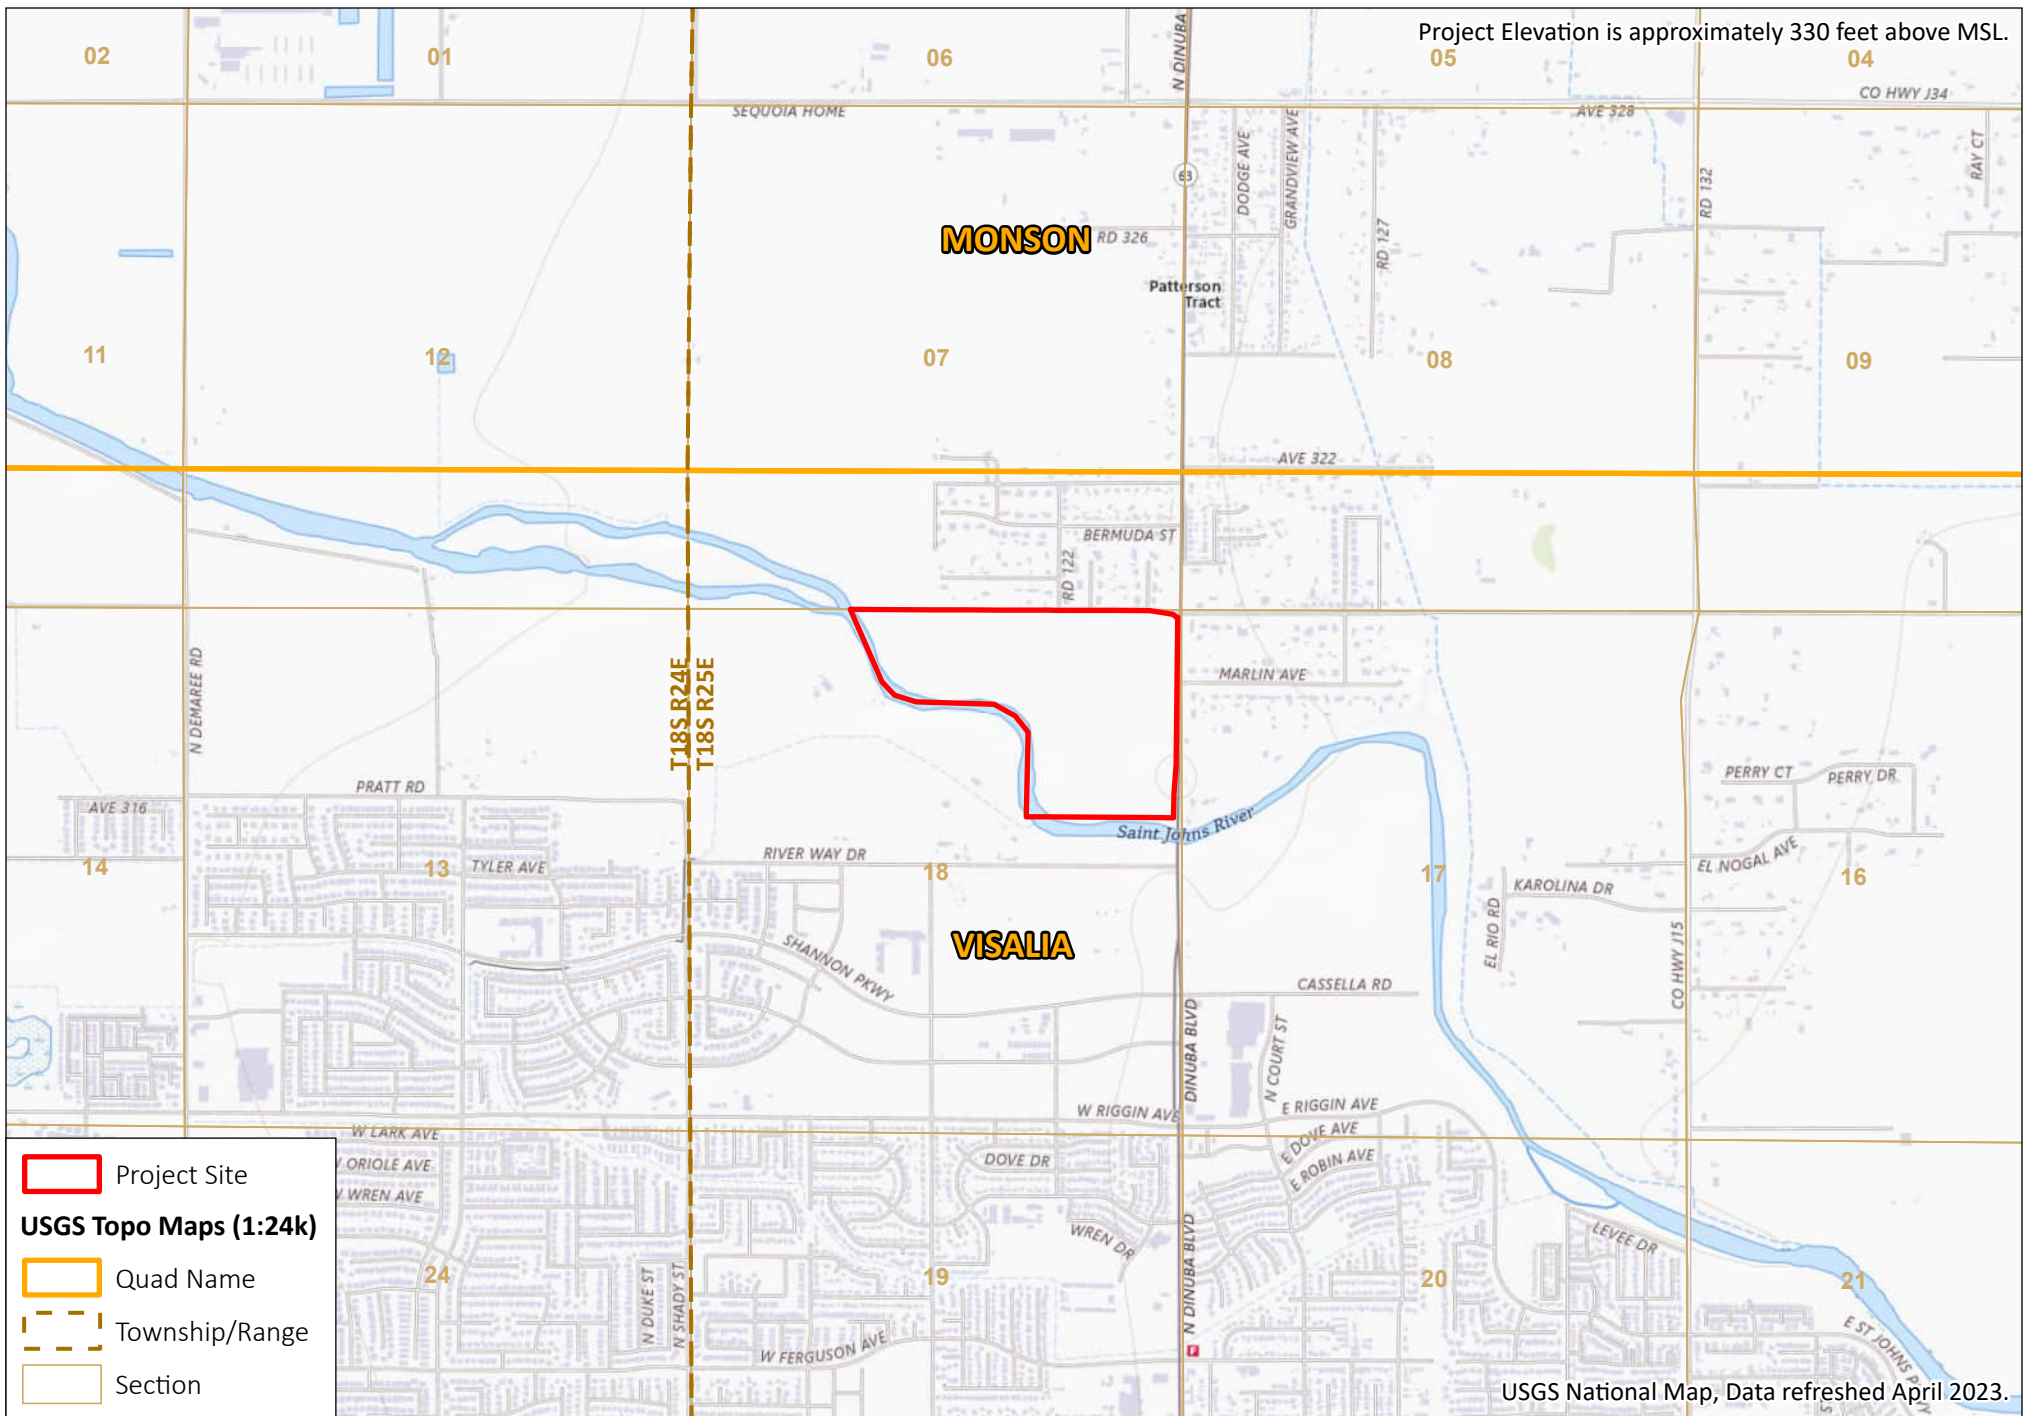 Project Elevation is approximately 330 feet above MSL.
02
01
06
05
04
N DINUBA
CO HWY J34
SEQUOIA HOME
AVE 328
DODGE AVE
GRANDVIEW AVE
RAY CT
63
RD 132
MONSON
RD 326
RD 127
Patterson
Tract
11
12
07
08
09
AVE 322
BERMUDA ST
RD 122
N DEMAREE RD
T18S R24E
T18S R25E
MARLIN AVE
PERRY CT
PERRY DR
PRATT RD
AVE 316
Saint Johns River
RIVER WAY DR
EL NOGAL AVE
14
13
TYLER AVE
18
17
16
KAROLINA DR
EL RIO RD
SHANNON PKWY
VISALIA
CASSELLA RD
CO HWY J15
DINUBA BLVD
N COURT ST
W RIGGIN AVE
E RIGGIN AVE
W LARK AVE
E DOVE AVE
DOVE DR
E ROBIN AVE
ORIOLE AVE
WREN AVE
WREN DR
N DINUBA BLVD
LEVEE DR
24
19
20
21
N DUKE ST
N SHADY ST
W FERGUSON AVE
E ST JOHNS
F
Project Site
USGS Topo Maps (1:24k)
Quad Name
Township/Range
Section
USGS National Map, Data refreshed April 2023.